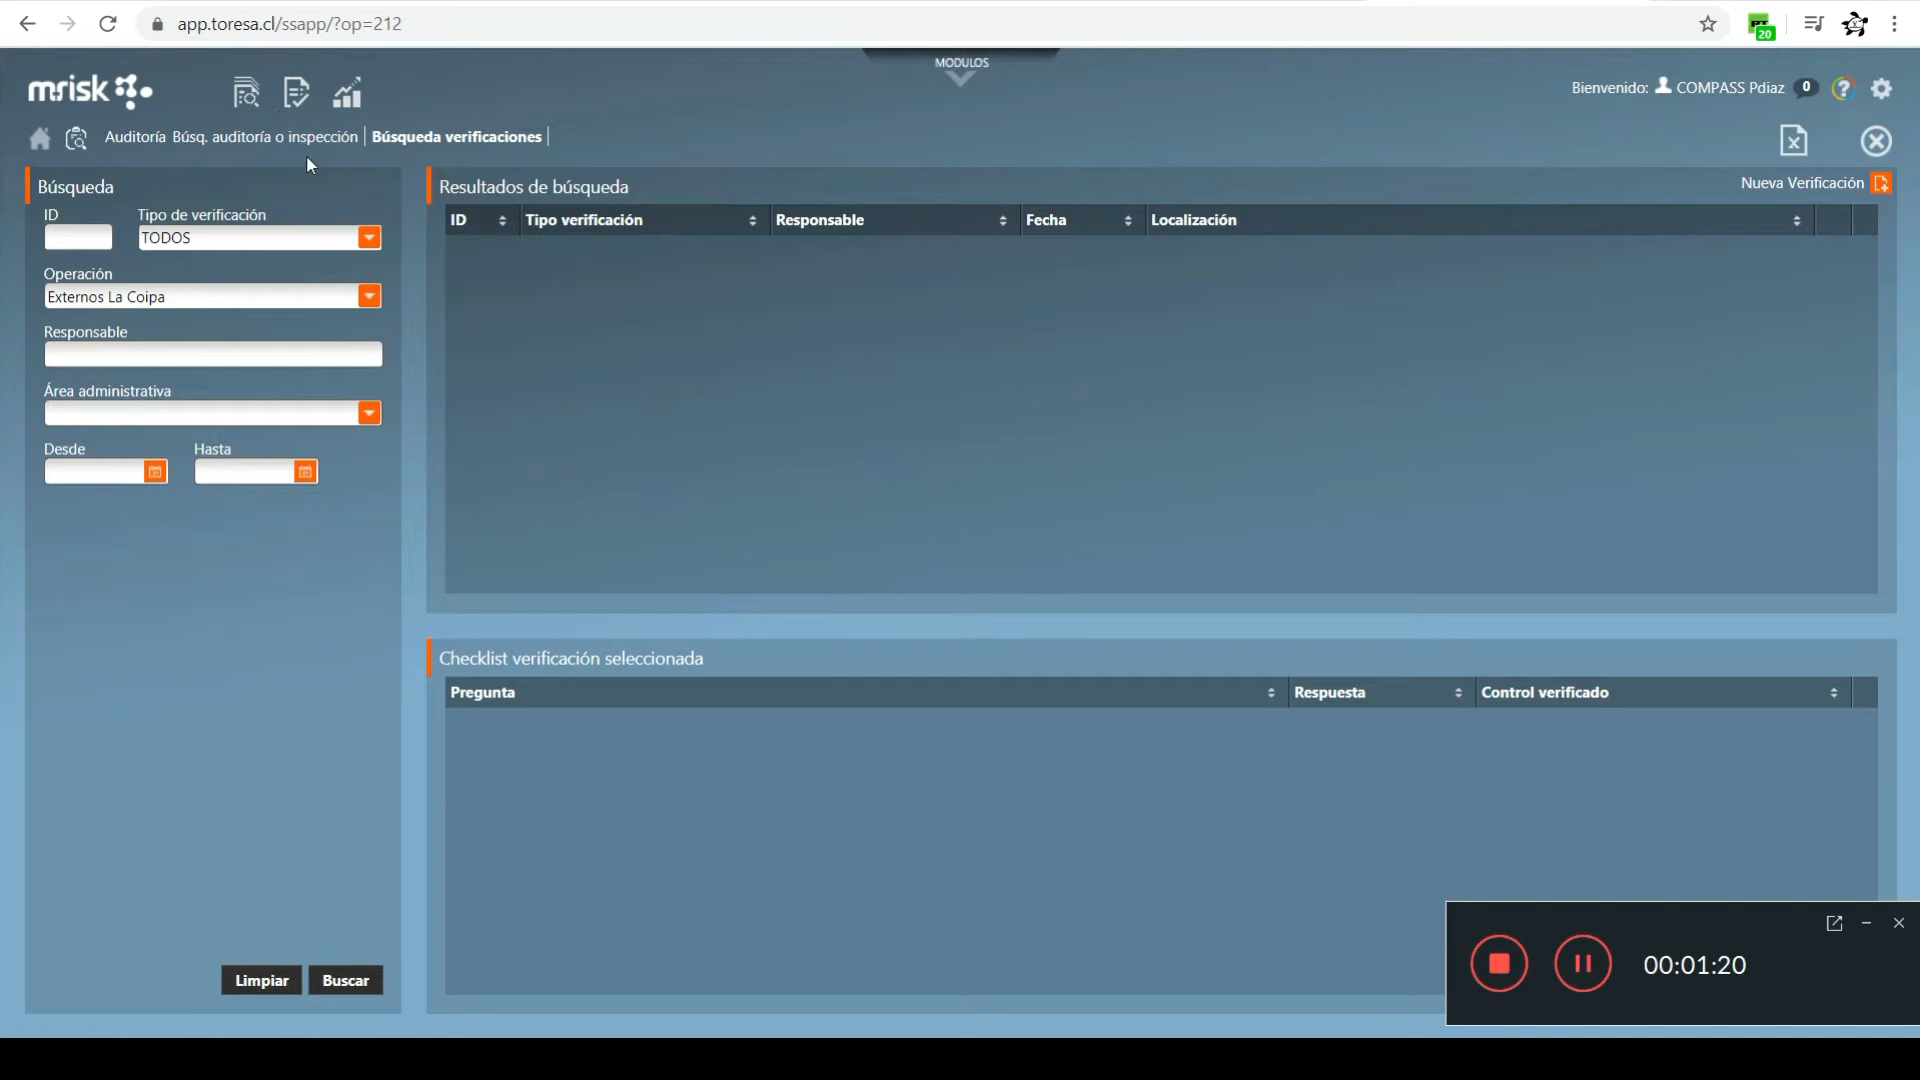 app.toresa.cl/ssapp/?op=212
20
MODULOS
mrisk
Bienvenido: COMPASS Pdiaz 0 ?
Auditoría Búsq. auditoría o inspección | Búsqueda verificaciones |
Búsqueda
ID Tipo de verificación
TODOS
Operación
Externos La Coipa
Responsable
Área administrativa
Desde Hasta
Limpiar Buscar
Resultados de búsqueda Nueva Verificación
ID Tipo verificación Responsable Fecha Localización
Checklist verificación seleccionada
Pregunta Respuesta Control verificado
00:01:20